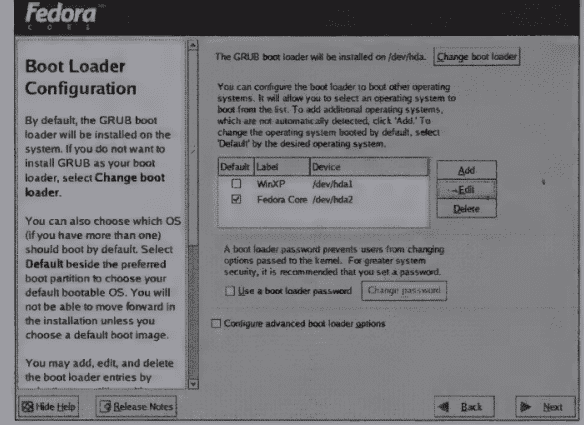 Fedora
CORE
Boot Loader
Configuration
By default, the GRUB boot
loader will be installed on the
system. If you do not want to
install GRUB as your boot
loader, select Change boot
loader.
You can also choose which OS
(if you have more than one)
should boot by default. Select
Default beside the preferred
boot partition to choose your
default bootable OS. You will
not be able to move forward in
the installation unless you
choose a default boot image.
You may add, edit, and delete
the boot loader entries by
The GRUB boot loader will be installed on /dev/hda. Change boot loader
You can configure the boot loader to boot other operating
systems. It will allow you to select an operating system to
boot from the list. To add additional operating systems,
which are not automatically detected, click 'Add.' To
change the operating system booted by default, select
'Default' by the desired operating system.
Default Label Device
WinXP /dev/hda1
Fedora Core /dev/hda2
Add
Edit
Delete
A boot loader password prevents users from changing
options passed to the kernel. For greater system
security, it is recommended that you set a password.
Use a boot loader password Change password
Configure advanced boot loader options
Hide Help Release Notes Back Next